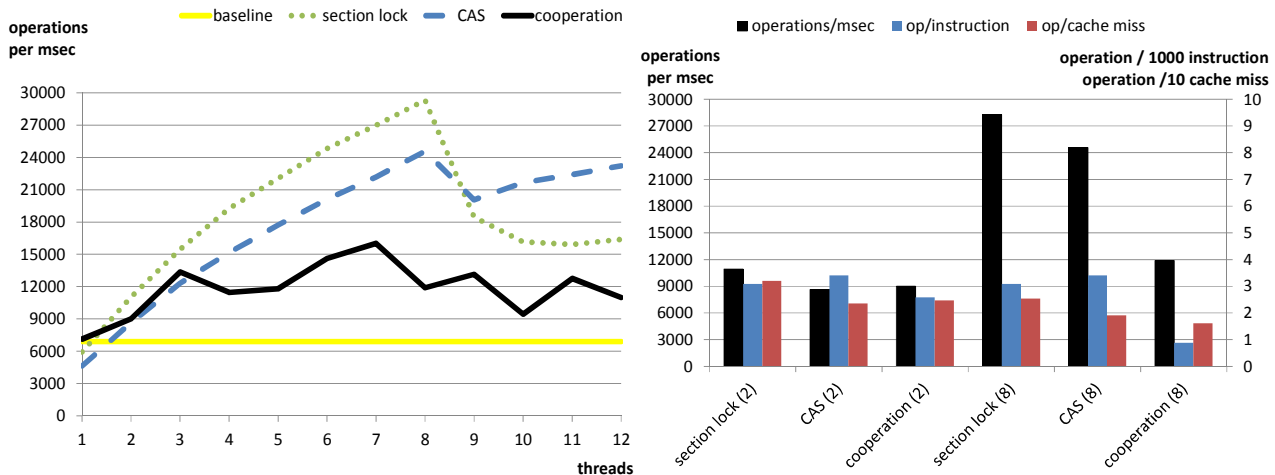 baseline section lock CAS cooperation
operations
per msec
30000
27000
24000
21000
18000
15000
12000
9000
6000
3000
0
1 2 3 4 5 6 7 8 9 10 11 12
threads
operations/msec op/instruction op/cache miss
operations
per msec
operation / 1000 instruction
operation /10 cache miss
30000 10
27000 9
24000 8
21000 7
18000 6
15000 5
12000 4
9000 3
6000 2
3000 1
0 0
section lock (2) CAS (2) cooperation (2) section lock (8) CAS (8) cooperation (8)